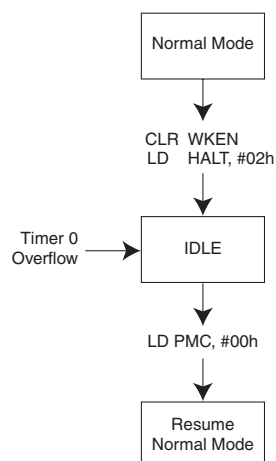 Normal Mode
CLR WKEN
LD HALT, #02h
Timer 0
Overflow
IDLE
LD PMC, #00h
Resume
Normal Mode